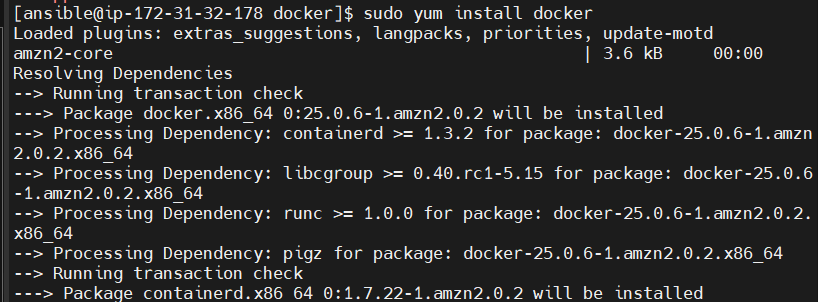 [ansible@ip-172-31-32-178 docker]$ sudo yum install docker
Loaded plugins: extras_suggestions, langpacks, priorities, update-motd
amzn2-core | 3.6 kB 00:00
Resolving Dependencies
--> Running transaction check
---> Package docker.x86_64 0:25.0.6-1.amzn2.0.2 will be installed
--> Processing Dependency: containerd >= 1.3.2 for package: docker-25.0.6-1.amzn
2.0.2.x86_64
--> Processing Dependency: libcgroup >= 0.40.rc1-5.15 for package: docker-25.0.6
-1.amzn2.0.2.x86_64
--> Processing Dependency: runc >= 1.0.0 for package: docker-25.0.6-1.amzn2.0.2.
x86_64
--> Processing Dependency: pigz for package: docker-25.0.6-1.amzn2.0.2.x86_64
--> Running transaction check
---> Package containerd.x86_64 0:1.7.22-1.amzn2.0.2 will be installed